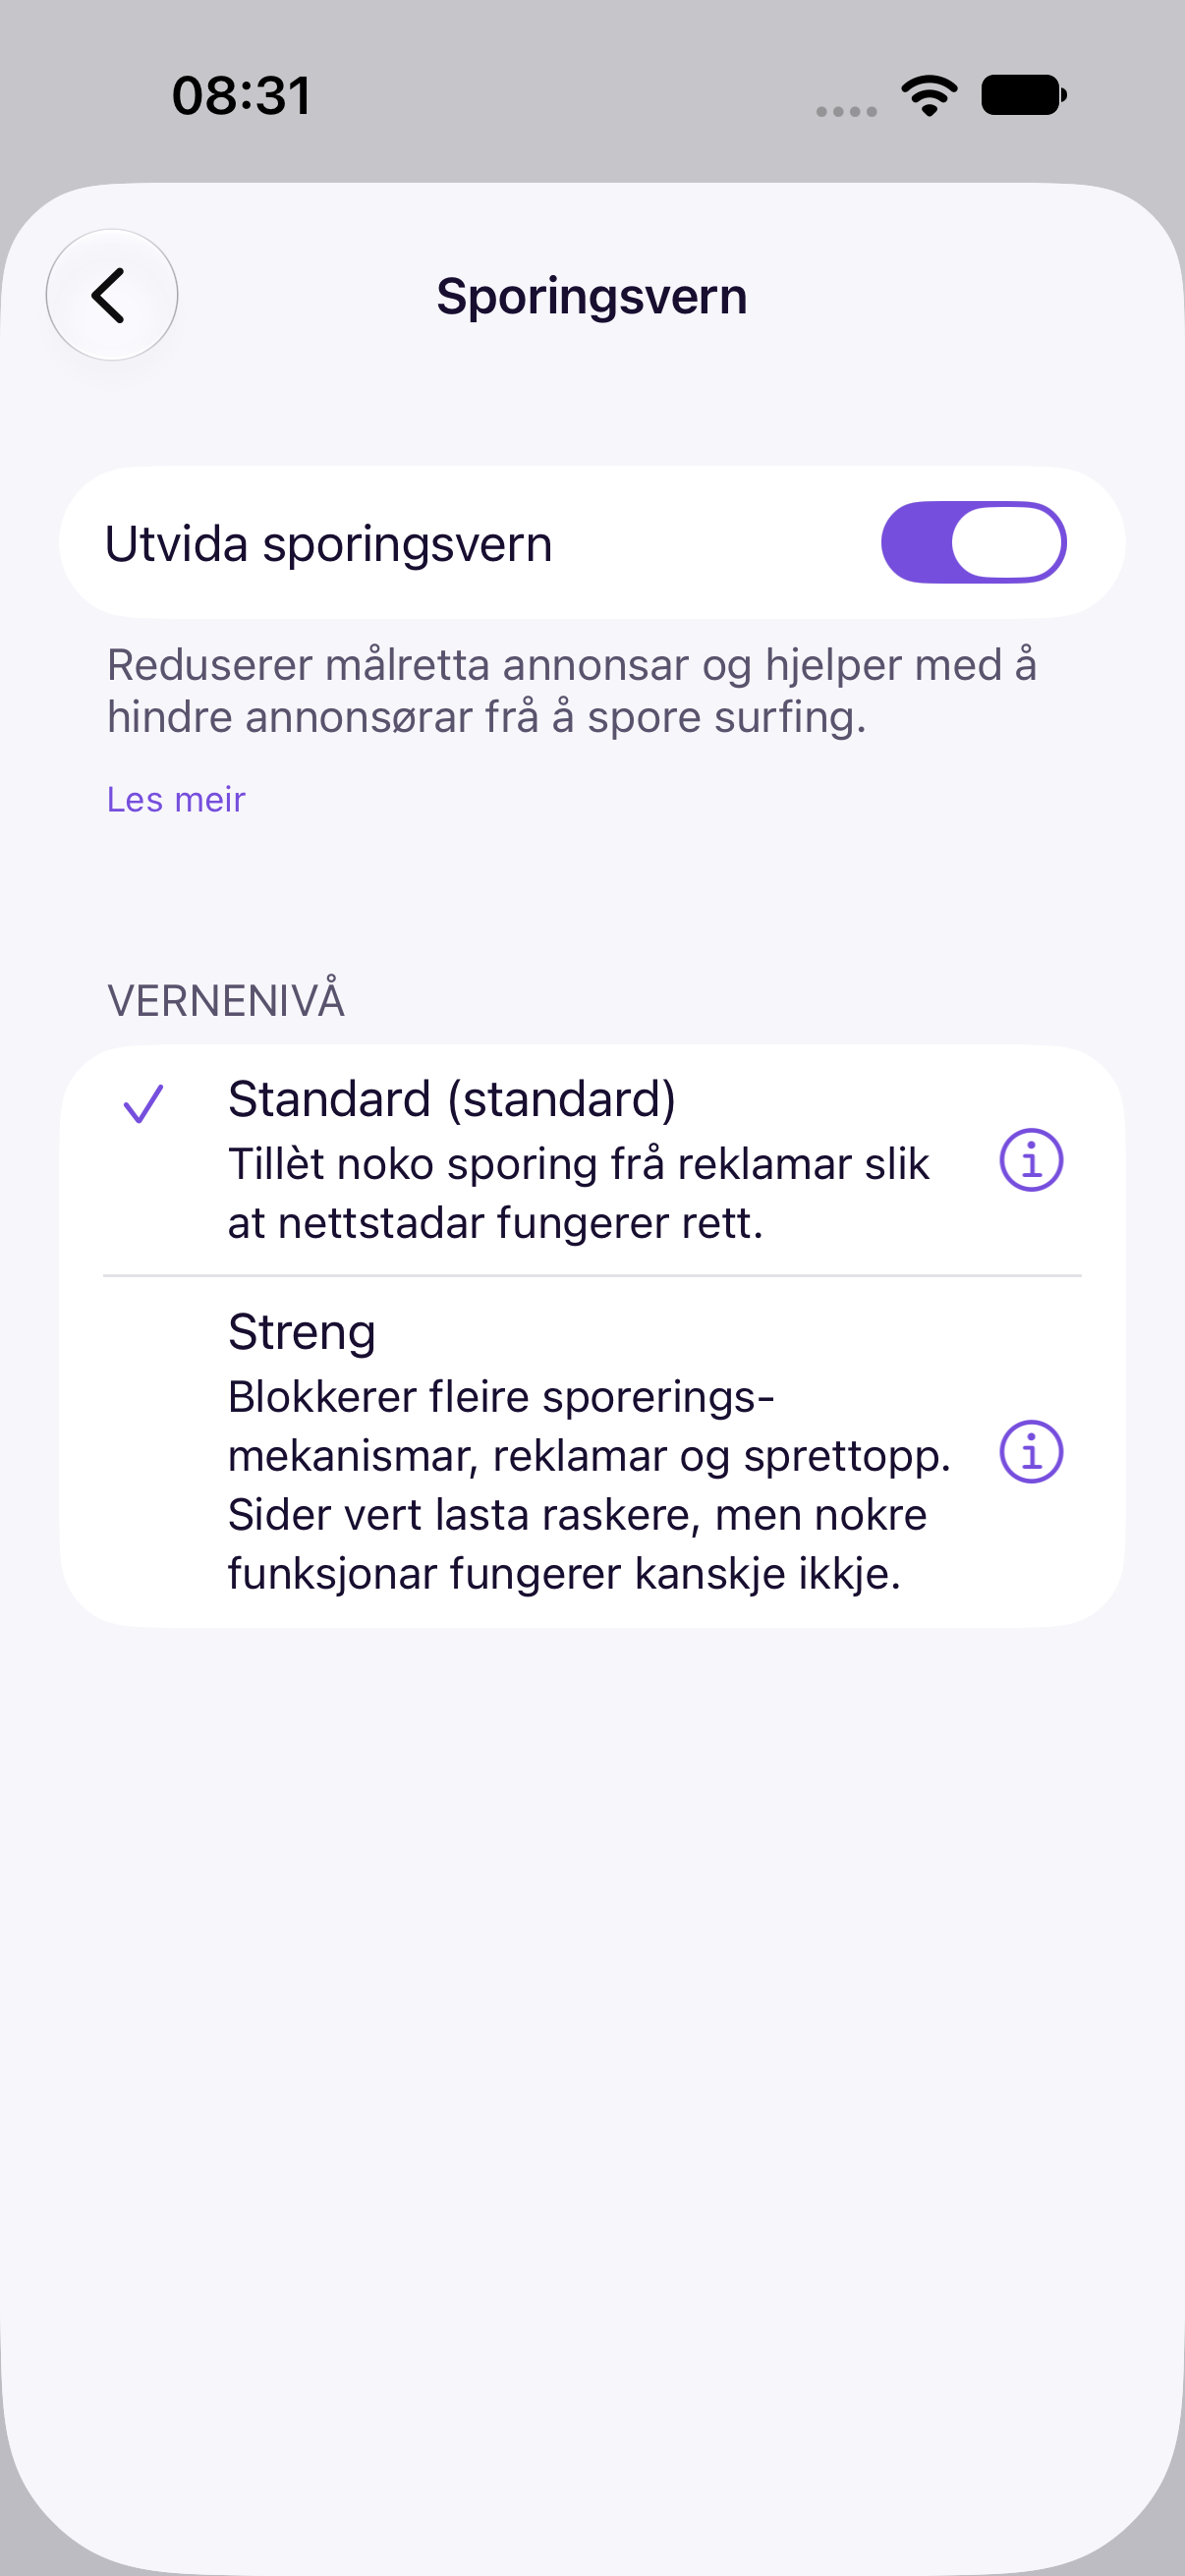 08:31
Sporingsvern
Utvida sporingsvern
Reduserer målretta annonsar og hjelper med å
hindre annonsørar frå å spore surfing.
Les meir
VERNENIVÅ
Standard (standard)
Tillèt noko sporing frå reklamar slik
at nettstadar fungerer rett.
Streng
Blokkerer fleire sporerings-
mekanismar, reklamar og sprettopp.
Sider vert lasta raskere, men nokre
funksjonar fungerer kanskje ikkje.